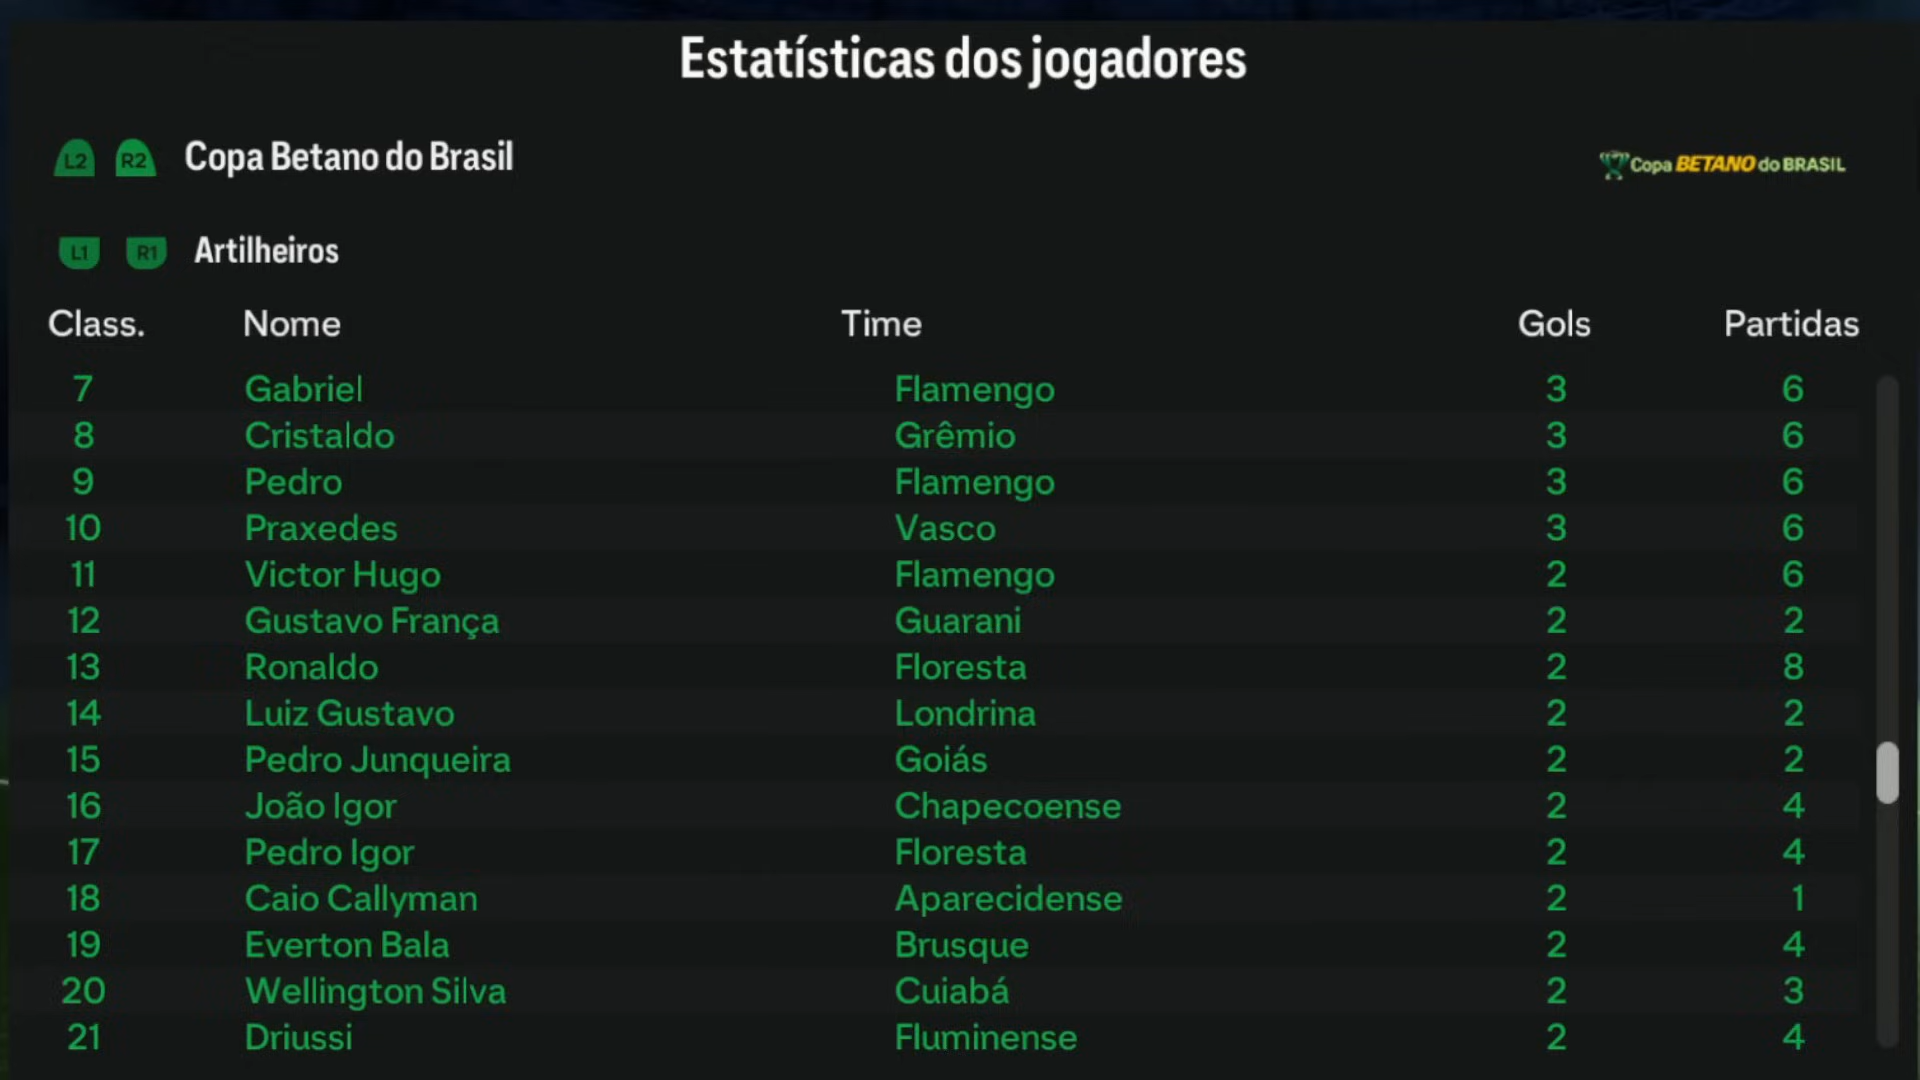 Estatísticas dos jogadores
L2 R2 Copa Betano do Brasil
Copa BETANO do BRASIL
L1 R1 Artilheiros
Class. Nome Time Gols Partidas
7 Gabriel Flamengo 3 6
8 Cristaldo Grêmio 3 6
9 Pedro Flamengo 3 6
10 Praxedes Vasco 3 6
11 Victor Hugo Flamengo 2 6
12 Gustavo França Guarani 2 2
13 Ronaldo Floresta 2 8
14 Luiz Gustavo Londrina 2 2
15 Pedro Junqueira Goiás 2 2
16 João Igor Chapecoense 2 4
17 Pedro Igor Floresta 2 4
18 Caio Callyman Aparecidense 2 1
19 Everton Bala Brusque 2 4
20 Wellington Silva Cuiabá 2 3
21 Driussi Fluminense 2 4